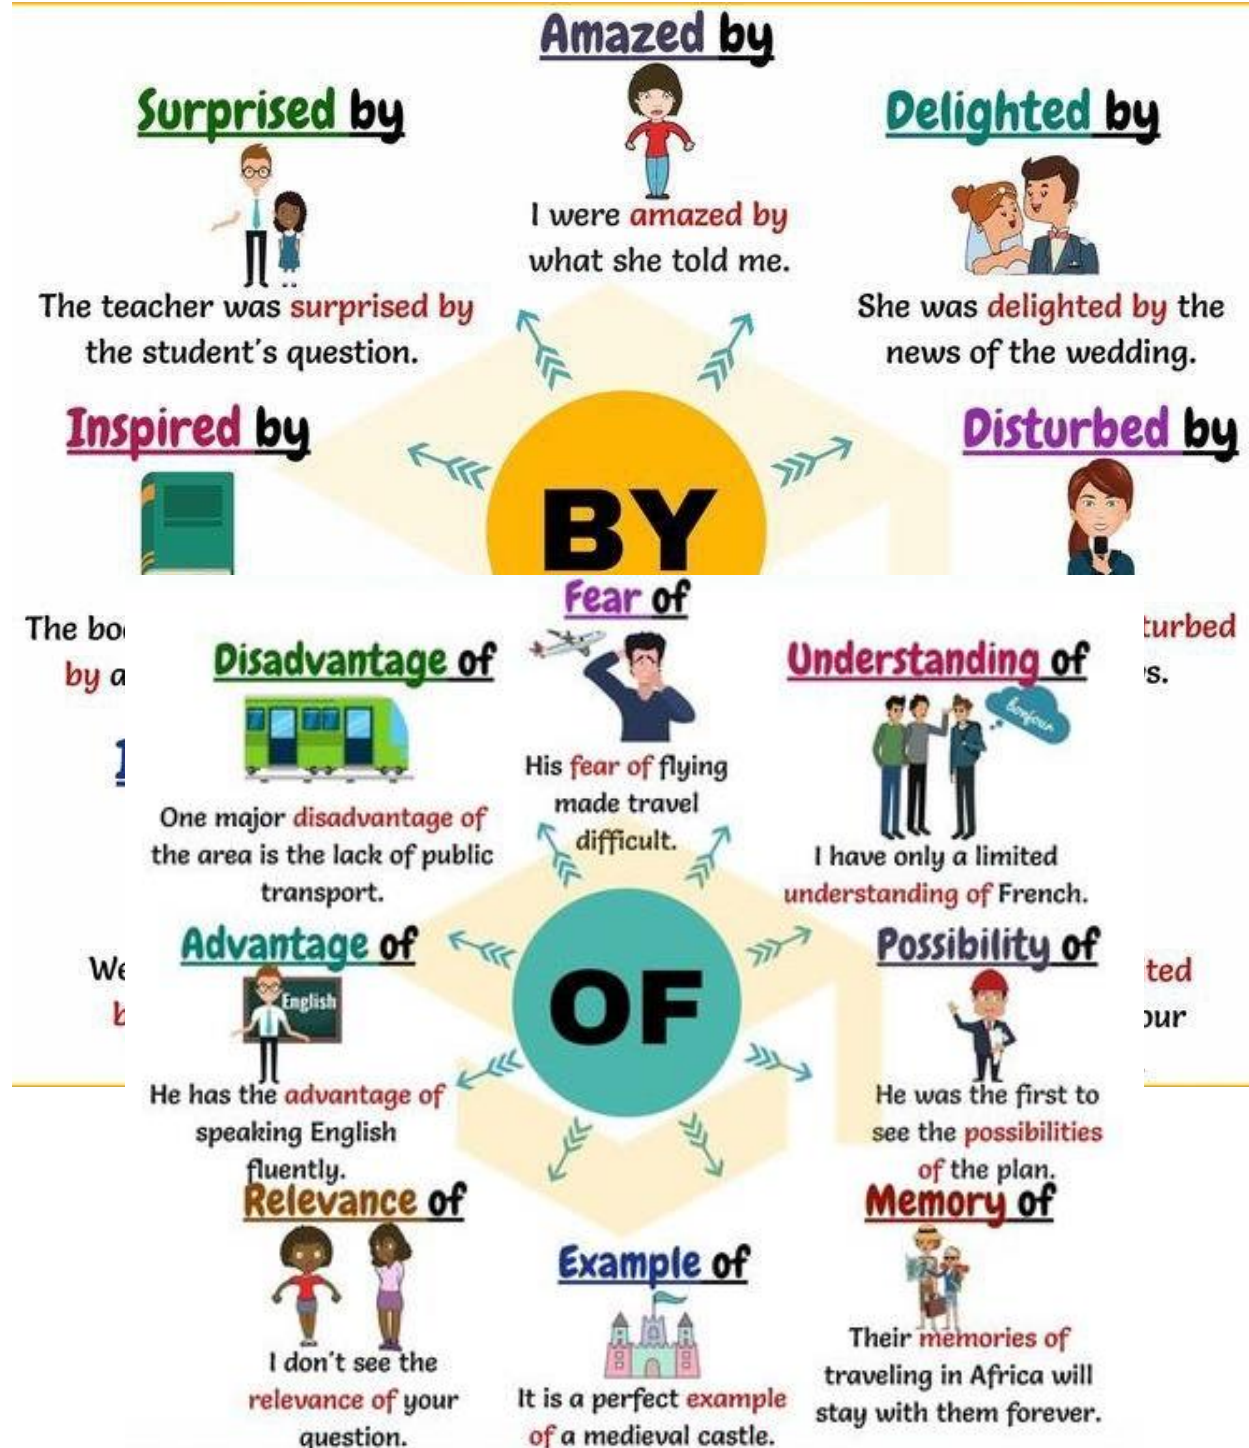 Amazed by
I were amazed by
what she told me.
Surprised by
The teacher was surprised by
the student's question.
Delighted by
She was delighted by the
news of the wedding.
Inspired by
The
by
Disturbed by
BY
We
Fear of
His fear of flying
made travel
difficult.
Disadvantage of
One major disadvantage of
the area is the lack of public
transport.
Understanding of
Bonjour
I have only a limited
understanding of French.
Advantage of
English
He has the advantage of
speaking English
fluently.
OF
Possibility of
He was the first to
see the possibilities
of the plan.
Relevance of
I don't see the
relevance of your
question.
Example of
It is a perfect example
of a medieval castle.
Memory of
Their memories of
traveling in Africa will
stay with them forever.